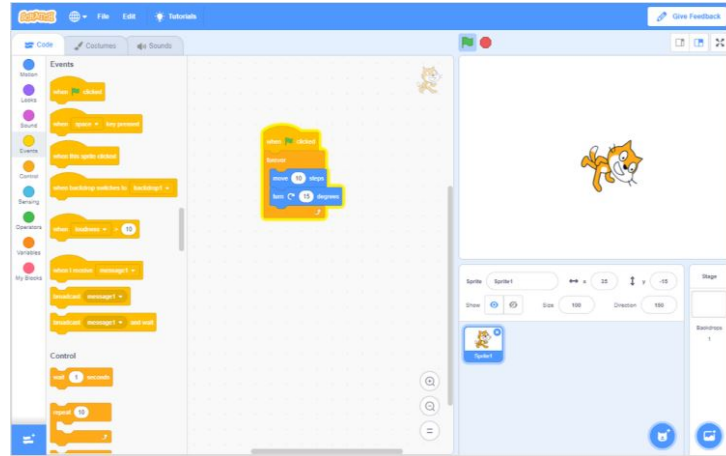 SCRATCH
File Edit Tutorials
Give Feedback
Code Costumes Sounds
Motion
Looks
Sound
Events
Control
Sensing
Operators
Variables
My Blocks
Events
when clicked
when space key pressed
when this sprite clicked
when backdrop switches to backdrop1
when loudness > 10
when I receive message1
broadcast message1
broadcast message1 and wait
Control
wait 1 seconds
repeat 10
when clicked
forever
move 10 steps
turn 15 degrees
Sprite Sprite1 x 35 y -15
Show Size 100 Direction 180
Sprite1
Stage
Backdrops
1